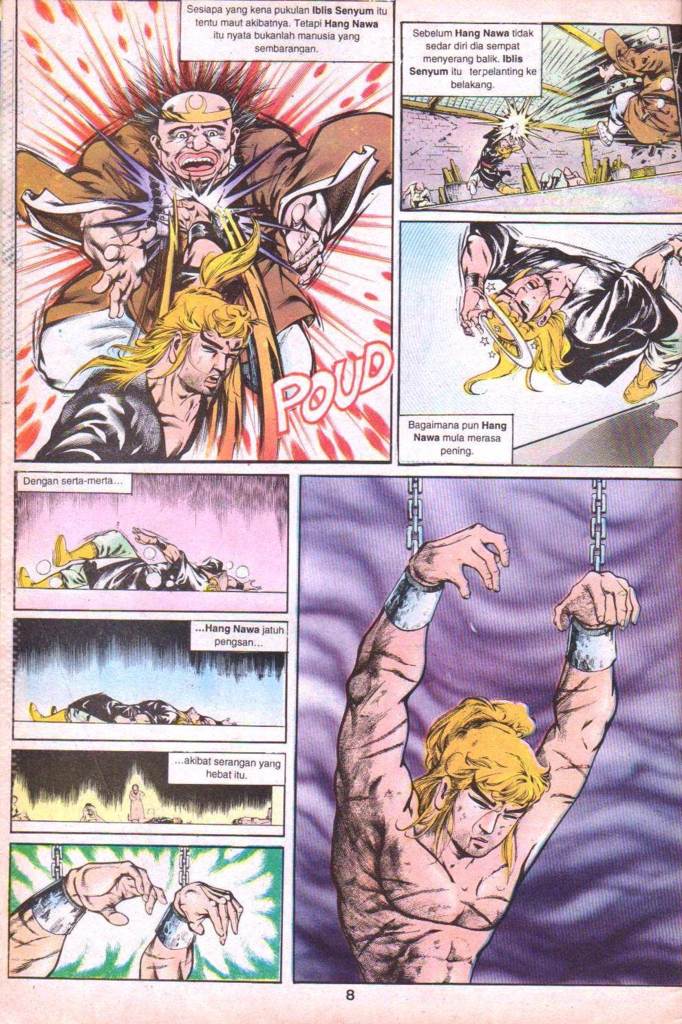 Sesiapa yang kena pukulan Iblis Senyum itu
tentu maut akibatnya. Tetapi Hang Nawa
itu nyata bukanlah manusia yang
sembarangan.
Sebelum Hang Nawa tidak
sedar diri dia sempat
menyerang balik. Iblis
Senyum itu terpelanting ke
belakang.
POUD
Bagaimana pun Hang
Nawa mula merasa
pening.
Dengan serta-merta...
...Hang Nawa jatuh
pengsan...
...akibat serangan yang
hebat itu.
8